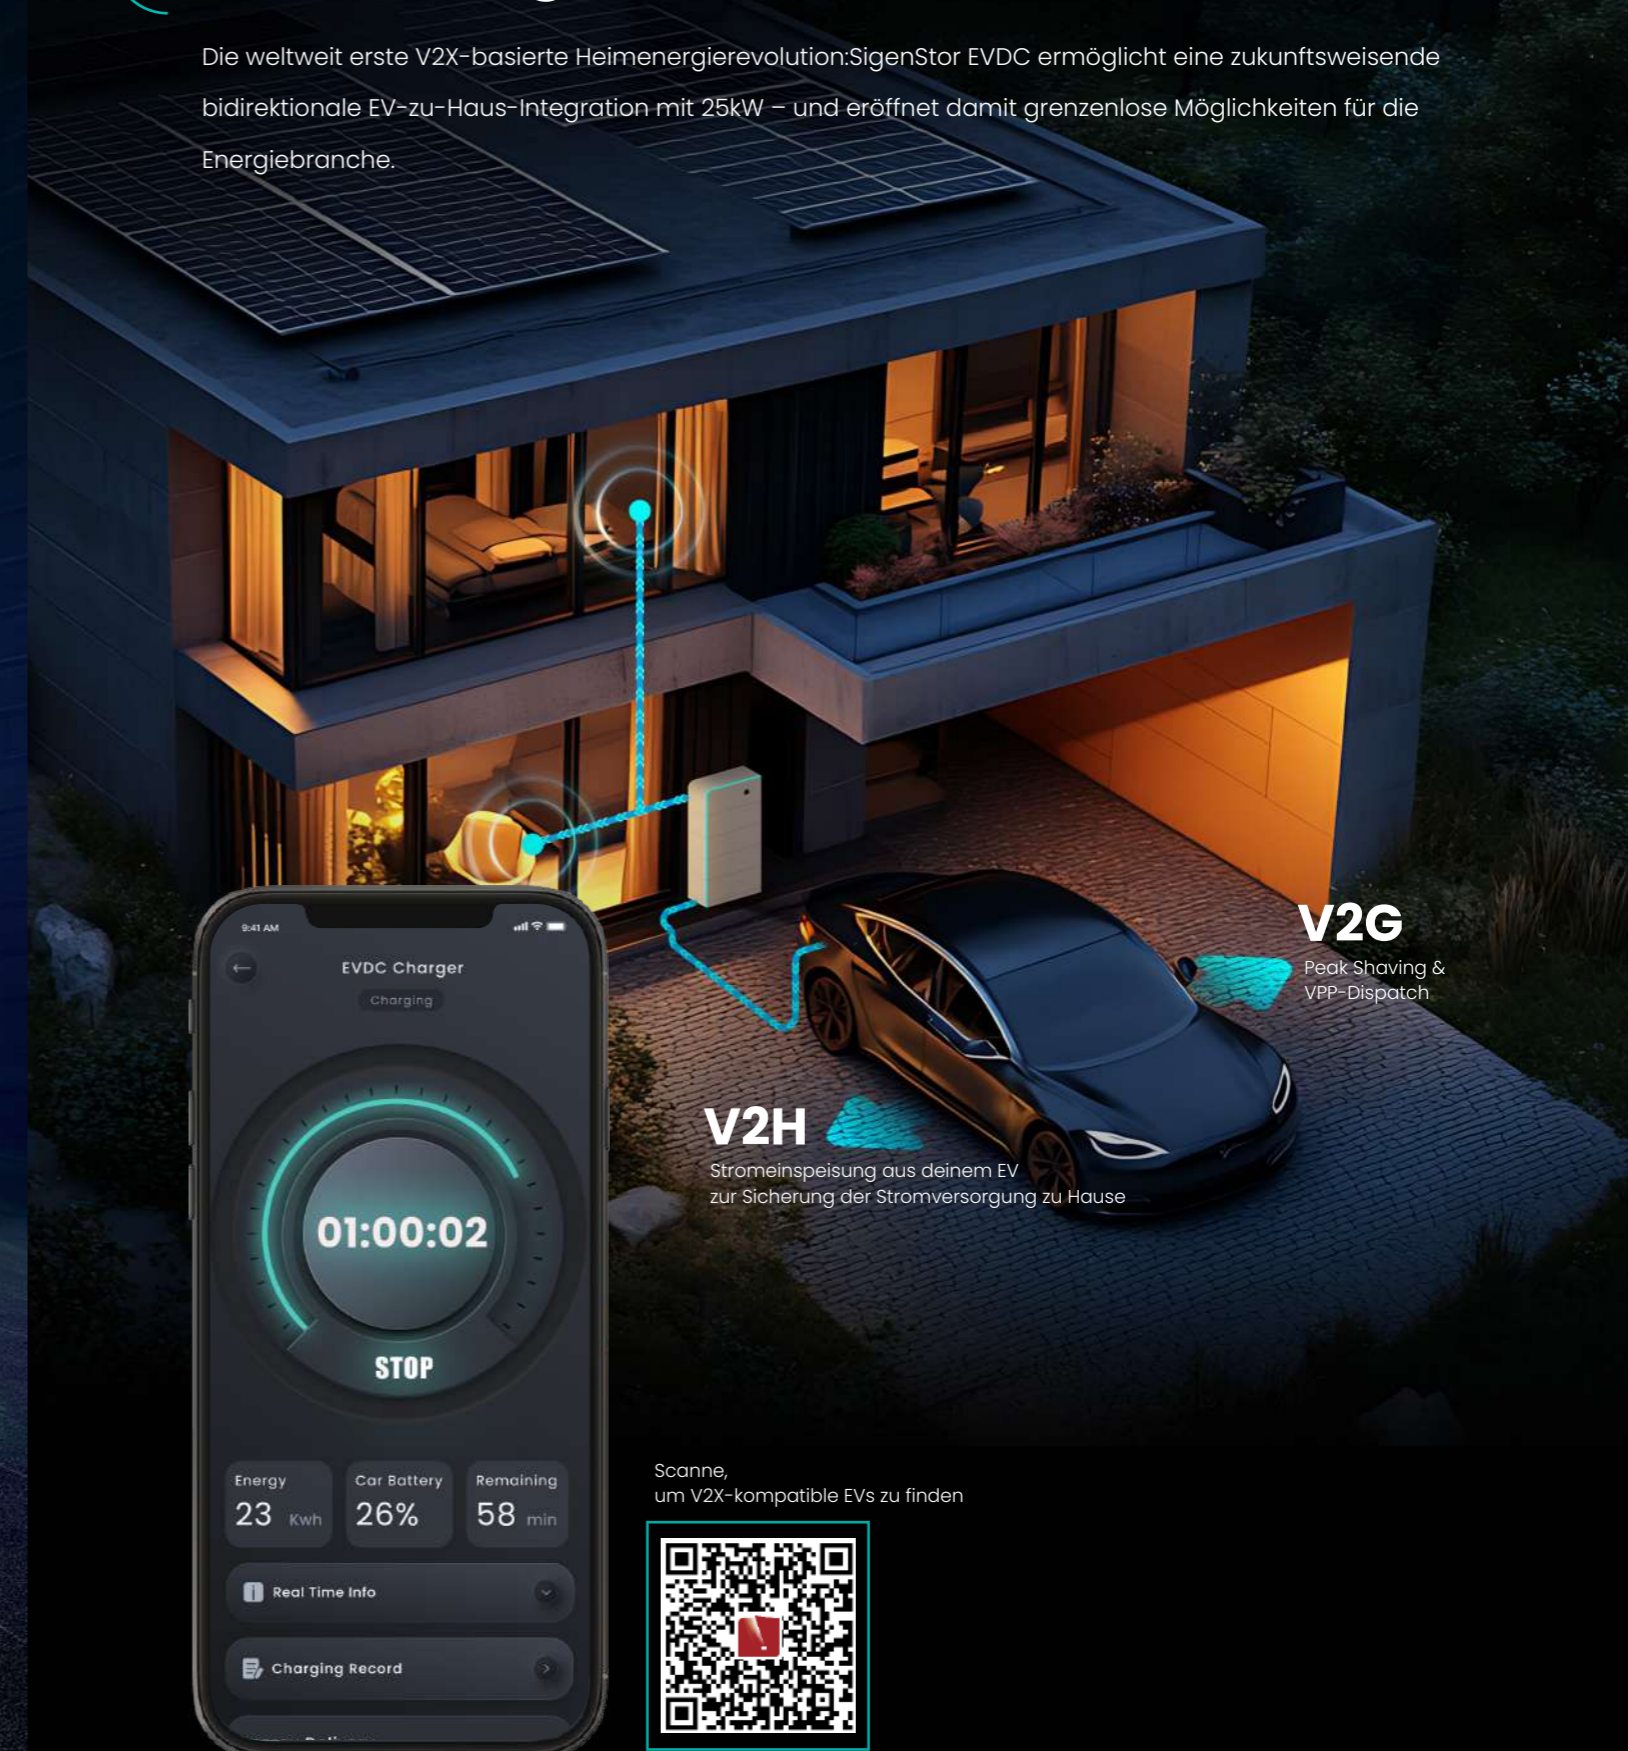 Die weltweit erste V2X-basierte Heimenergierevolution:SigenStor EVDC ermöglicht eine zukunftsweisende
bidirektionale EV-zu-Haus-Integration mit 25kW – und eröffnet damit grenzenlose Möglichkeiten für die
Energiebranche.
V2G
Peak Shaving &
VPP-Dispatch
V2H
Stromeinspeisung aus deinem EV
zur Sicherung der Stromversorgung zu Hause
9:41 AM
EVDC Charger
Charging
01:00:02
STOP
Energy
23 Kwh
Car Battery
26%
Remaining
58 min
Real Time Info
Charging Record
Scanne,
um V2X-kompatible EVs zu finden